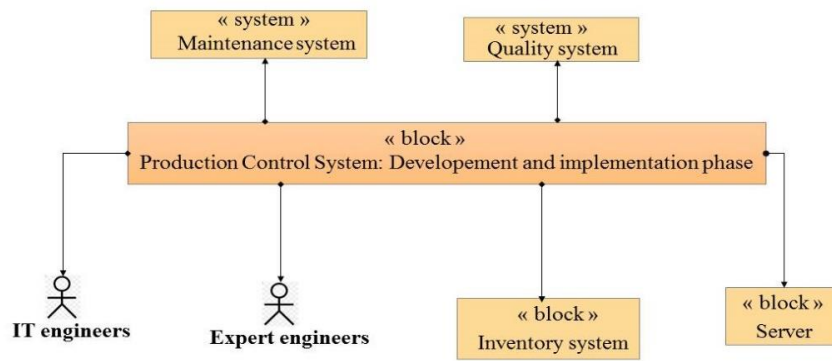 « system »
Maintenance system
« system »
Quality system
« block »
Production Control System: Developement and implementation phase
IT engineers
Expert engineers
« block »
Inventory system
« block »
Server